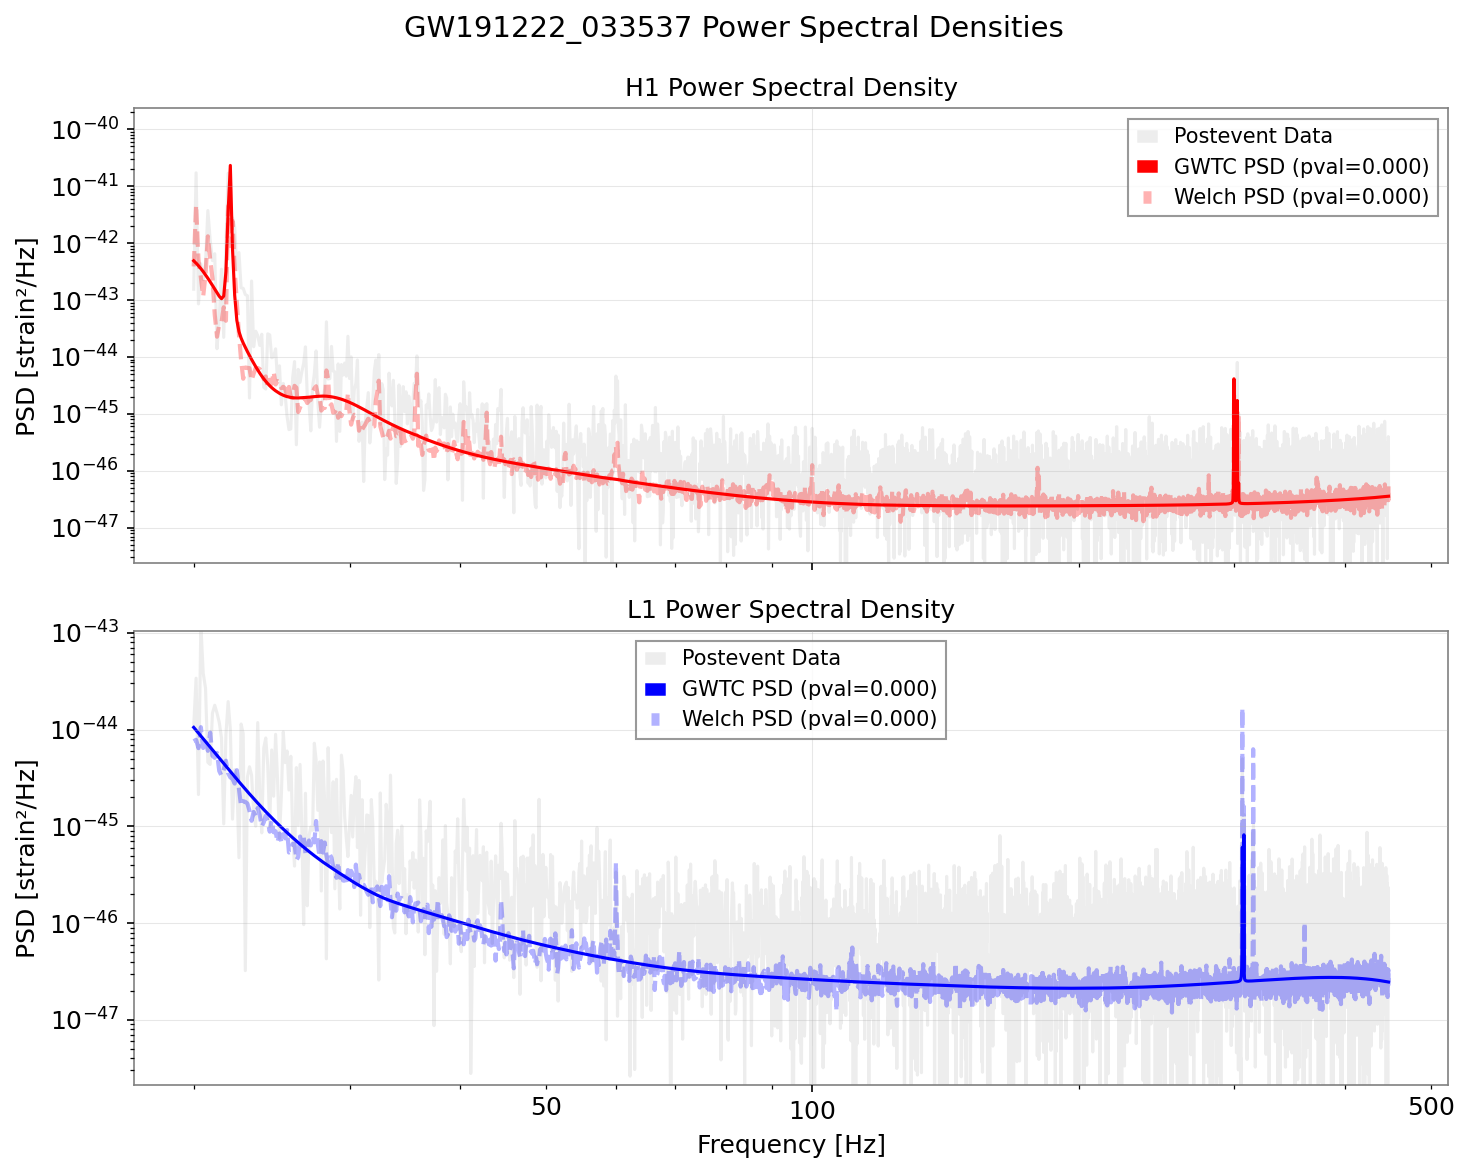 GW191222_033537 Power Spectral Densities
H1 Power Spectral Density
PSD [strain²/Hz]
10⁻⁴⁰
10⁻⁴¹
10⁻⁴²
10⁻⁴³
10⁻⁴⁴
10⁻⁴⁵
10⁻⁴⁶
10⁻⁴⁷
Postevent Data
GWTC PSD (pval=0.000)
Welch PSD (pval=0.000)
L1 Power Spectral Density
PSD [strain²/Hz]
10⁻⁴³
10⁻⁴⁴
10⁻⁴⁵
10⁻⁴⁶
10⁻⁴⁷
Postevent Data
GWTC PSD (pval=0.000)
Welch PSD (pval=0.000)
50 100 500
Frequency [Hz]